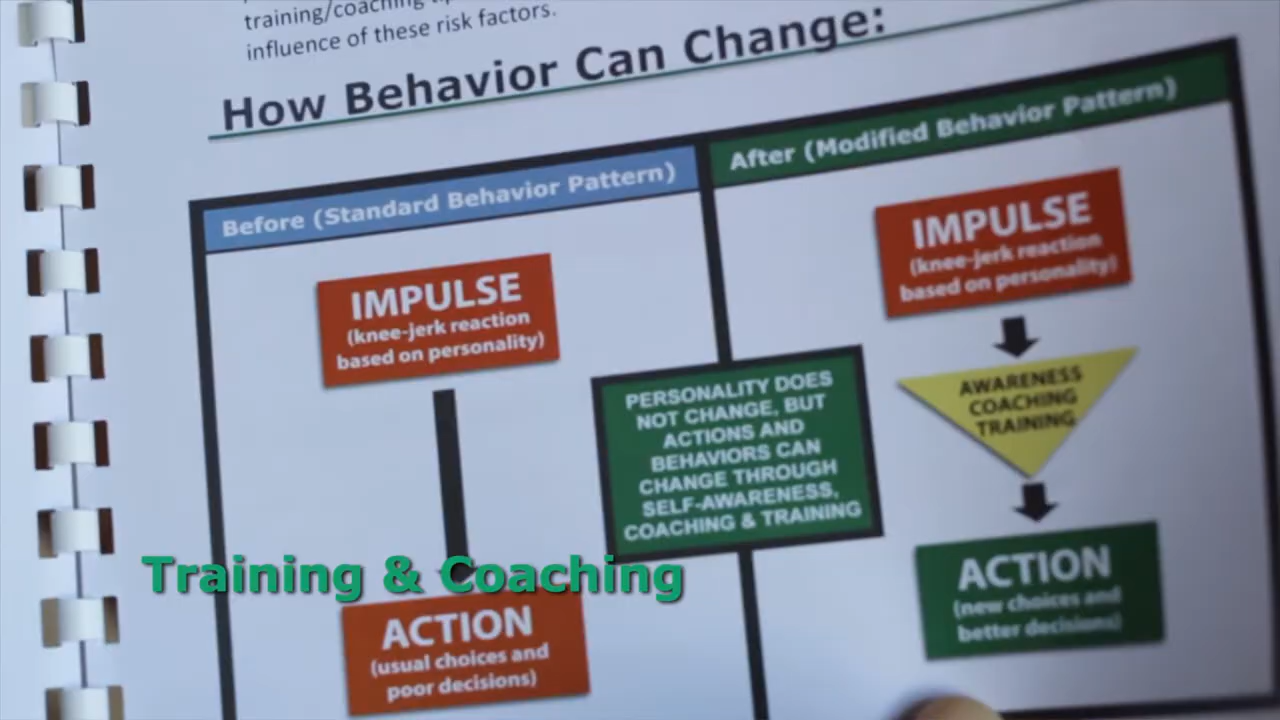 training/coaching
influence of these risk factors.
How Behavior Can Change:
Before (Standard Behavior Pattern)
IMPULSE
(knee-jerk reaction
based on personality)
ACTION
(usual choices and
poor decisions)
PERSONALITY DOES
NOT CHANGE, BUT
ACTIONS AND
BEHAVIORS CAN
CHANGE THROUGH
SELF-AWARENESS,
COACHING & TRAINING
After (Modified Behavior Pattern)
IMPULSE
(knee-jerk reaction
based on personality)
AWARENESS
COACHING
TRAINING
ACTION
(new choices and
better decisions)
Training & Coaching